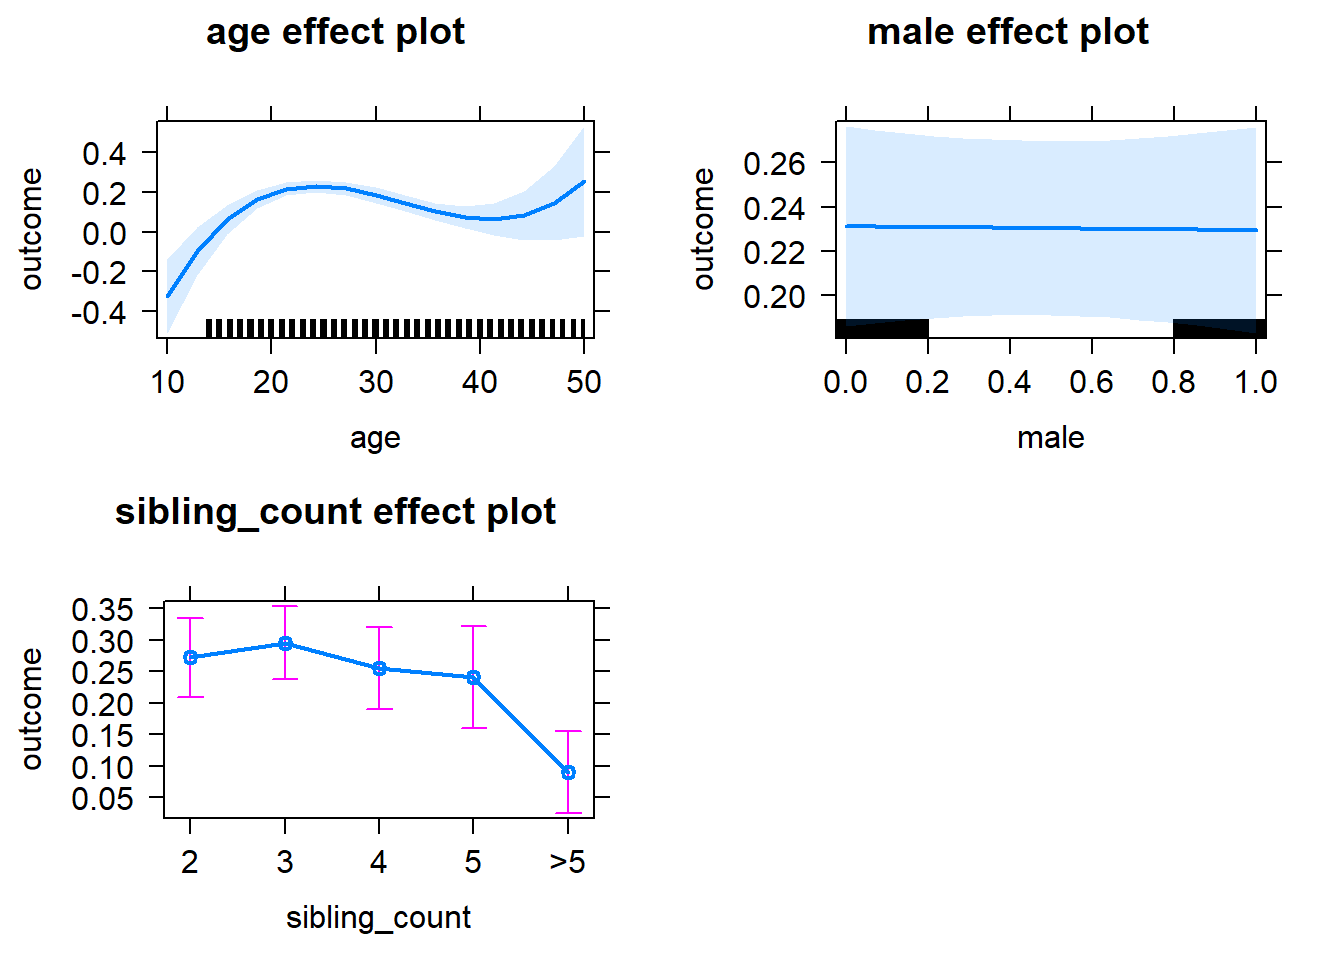 age effect plot
outcome
0.4
0.2
0.0
-0.2
-0.4
10 20 30 40 50
age
male effect plot
outcome
0.26
0.24
0.22
0.20
0.0 0.2 0.4 0.6 0.8 1.0
male
sibling_count effect plot
outcome
0.35
0.30
0.25
0.20
0.15
0.10
0.05
2 3 4 5 >5
sibling_count